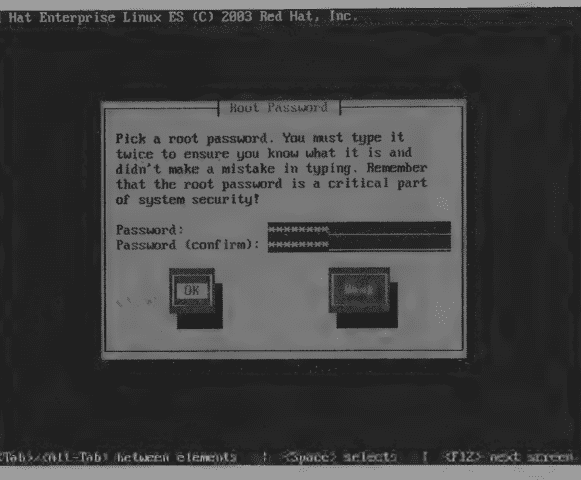 Hat Enterprise Linux ES (C) 2003 Red Hat, Inc.
Root Password
Pick a root password. You must type it
twice to ensure you know what it is and
didn't make a mistake in typing. Remember
that the root password is a critical part
of system security!
Password: ********
Password (confirm): ********
OK Back
<Tab>/<Alt-Tab> between elements | <Space> selects | <F12> next screen